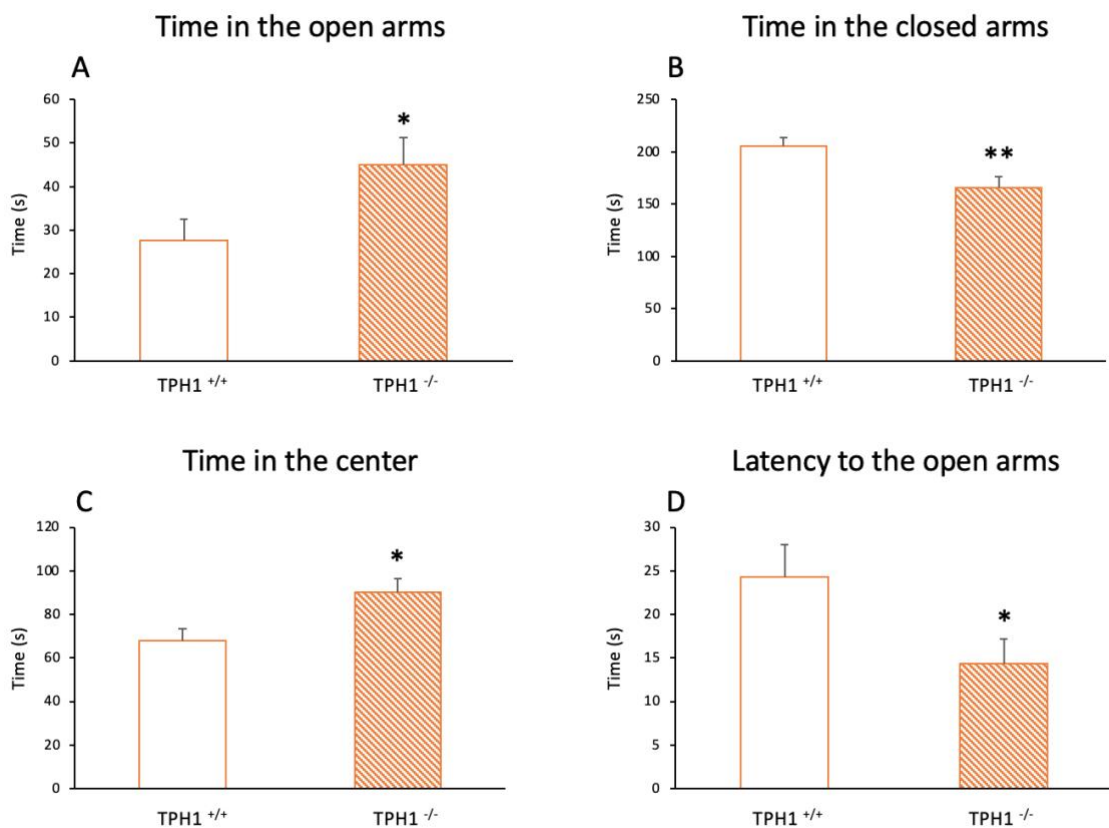 Time in the open arms
A
60
50
40
30
20
10
0
Time (s)
*
TPH1 +/+
TPH1 -/-
Time in the closed arms
B
250
200
150
250
50
0
Time (s)
**
TPH1 +/+
TPH1 -/-
Time in the center
C
120
100
80
60
40
20
0
Time (s)
*
TPH1 +/+
TPH1 -/-
Latency to the open arms
D
30
25
20
15
10
5
0
Time (s)
*
TPH1 +/+
TPH1 -/-